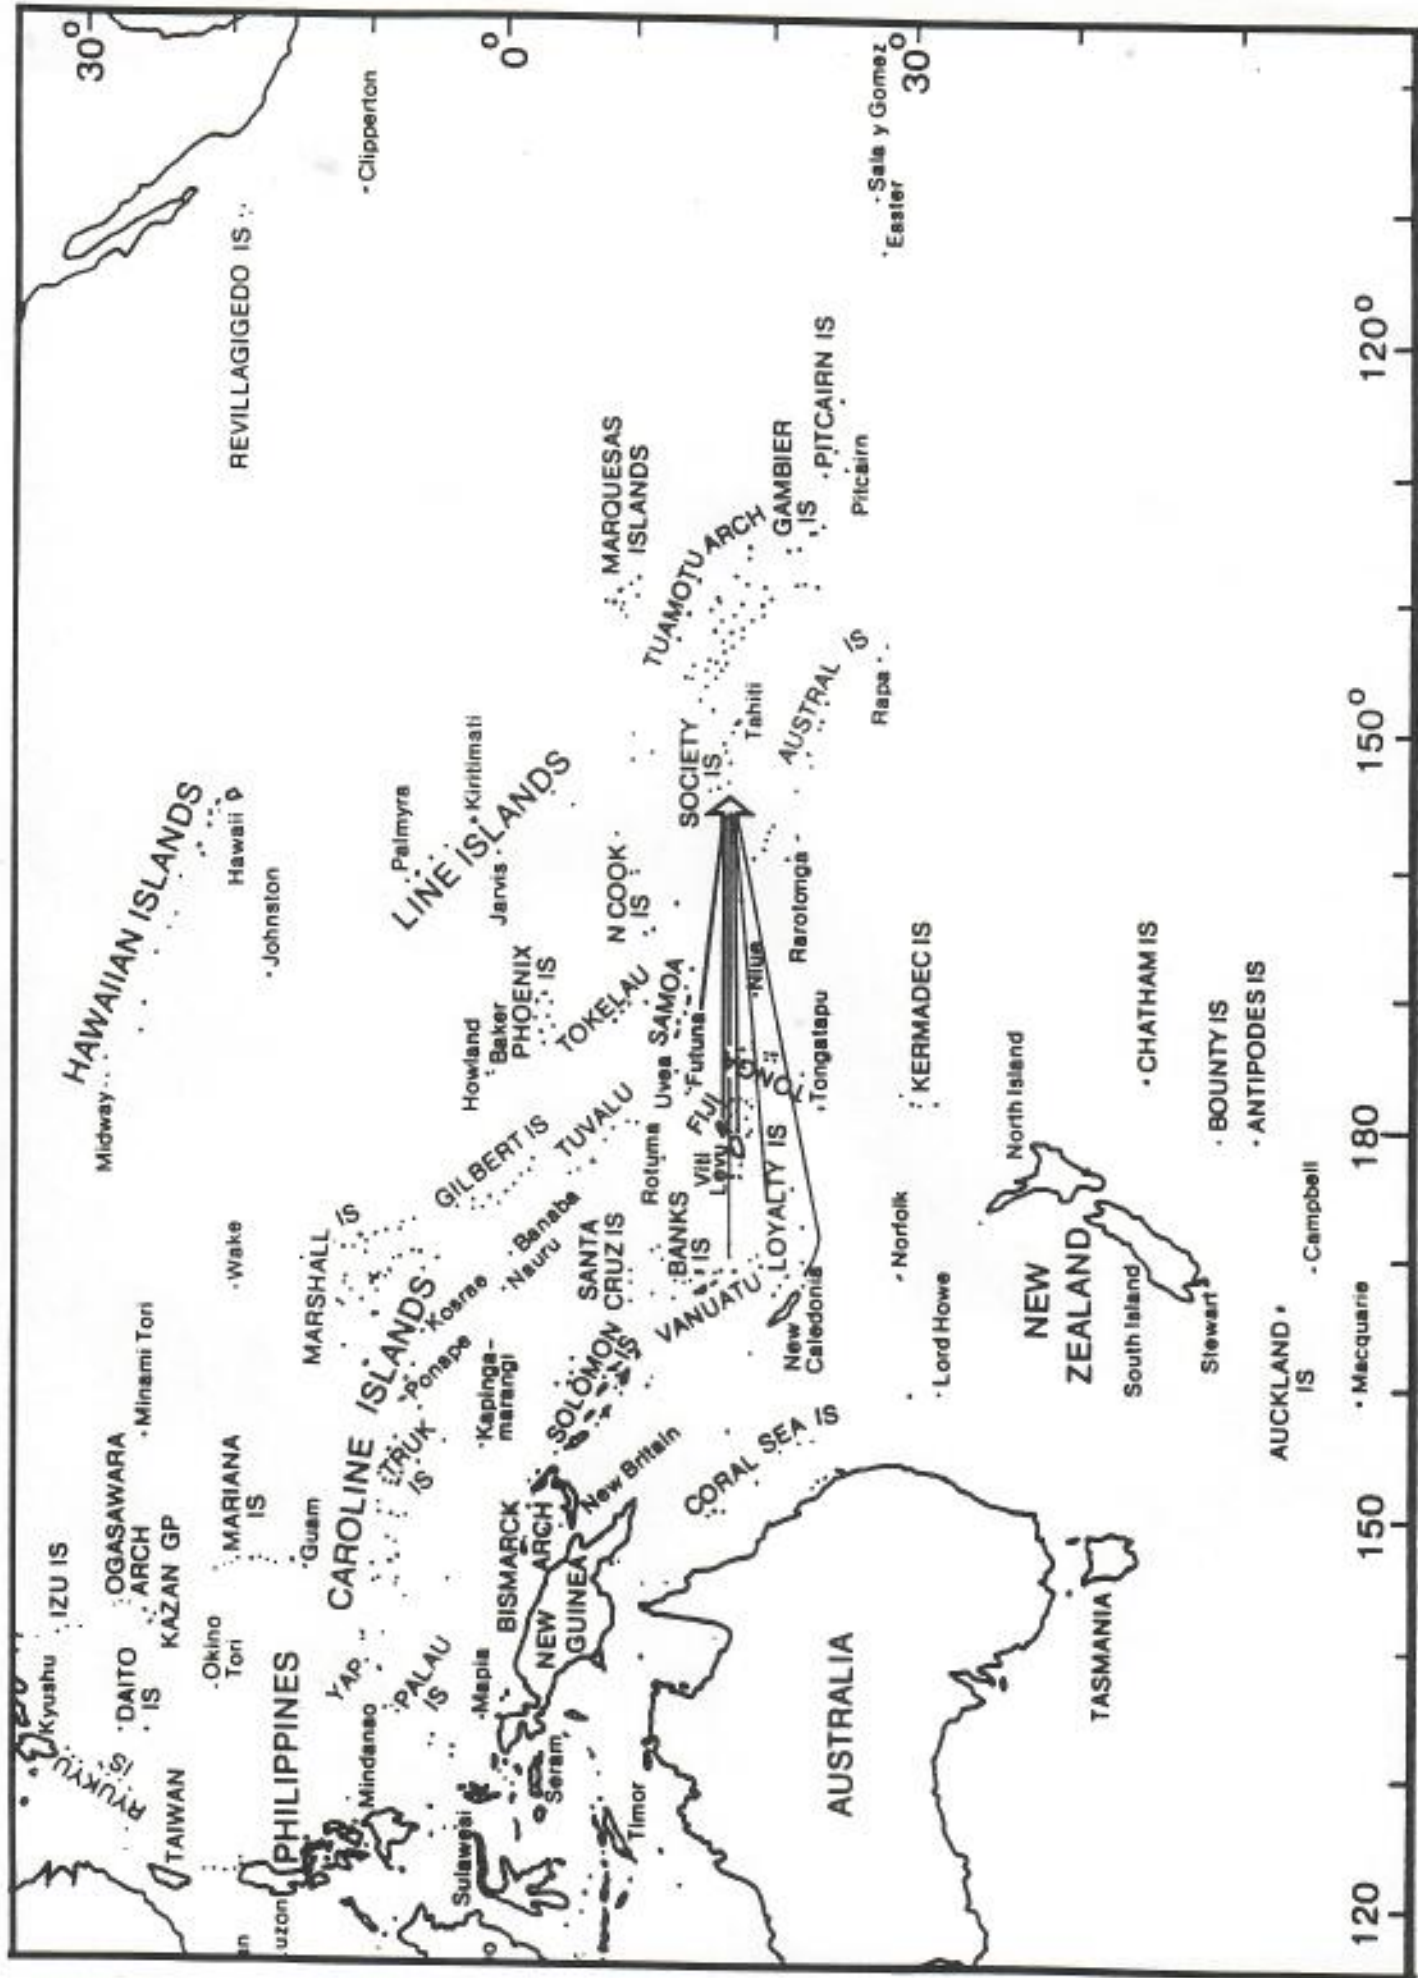 30°
0°
30°
Clipperton
REVILLAGIGEDO IS
Sala y Gomez
Easter
120°
MARQUESAS
ISLANDS
TUAMOTU ARCH
GAMBIER
IS
PITCAIRN IS
Pitcairn
AUSTRAL IS
Rapa
150°
SOCIETY
IS
Tahiti
HAWAIIAN ISLANDS
Hawaii
Midway
Johnston
Palmyra
Kiritimati
LINE ISLANDS
Jarvis
N COOK
IS
Rarotonga
Niue
Howland
Baker
PHOENIX
IS
TOKELAU
SAMOA
Uvea
Futuna
TONGA
Tongatapu
KERMADEC IS
CHATHAM IS
BOUNTY IS
ANTIPODES IS
180
GILBERT IS
TUVALU
Rotuma
FIJI
Viti
Levu
Banaba
Nauru
SANTA
CRUZ IS
BANKS
IS
VANUATU
LOYALTY IS
New
Caledonia
Norfolk
Lord Howe
North Island
NEW
ZEALAND
South Island
Stewart
Campbell
AUCKLAND
IS
Macquarie
Wake
MARSHALL IS
Minami Tori
CAROLINE ISLANDS
Kosrae
Ponape
TRUK
IS
Kapinga-
marangi
SOLOMON
IS
New Britain
CORAL SEA IS
150
IZU IS
OGASAWARA
ARCH
KAZAN GP
MARIANA
IS
Guam
BISMARCK
ARCH
NEW
GUINEA
Kyushu
DAITO
IS
RYUKYU
IS
Okino
Tori
YAP
PALAU
IS
Mapia
TAIWAN
PHILIPPINES
Mindanao
uzon
Sulawesi
Seram
Timor
AUSTRALIA
TASMANIA
120